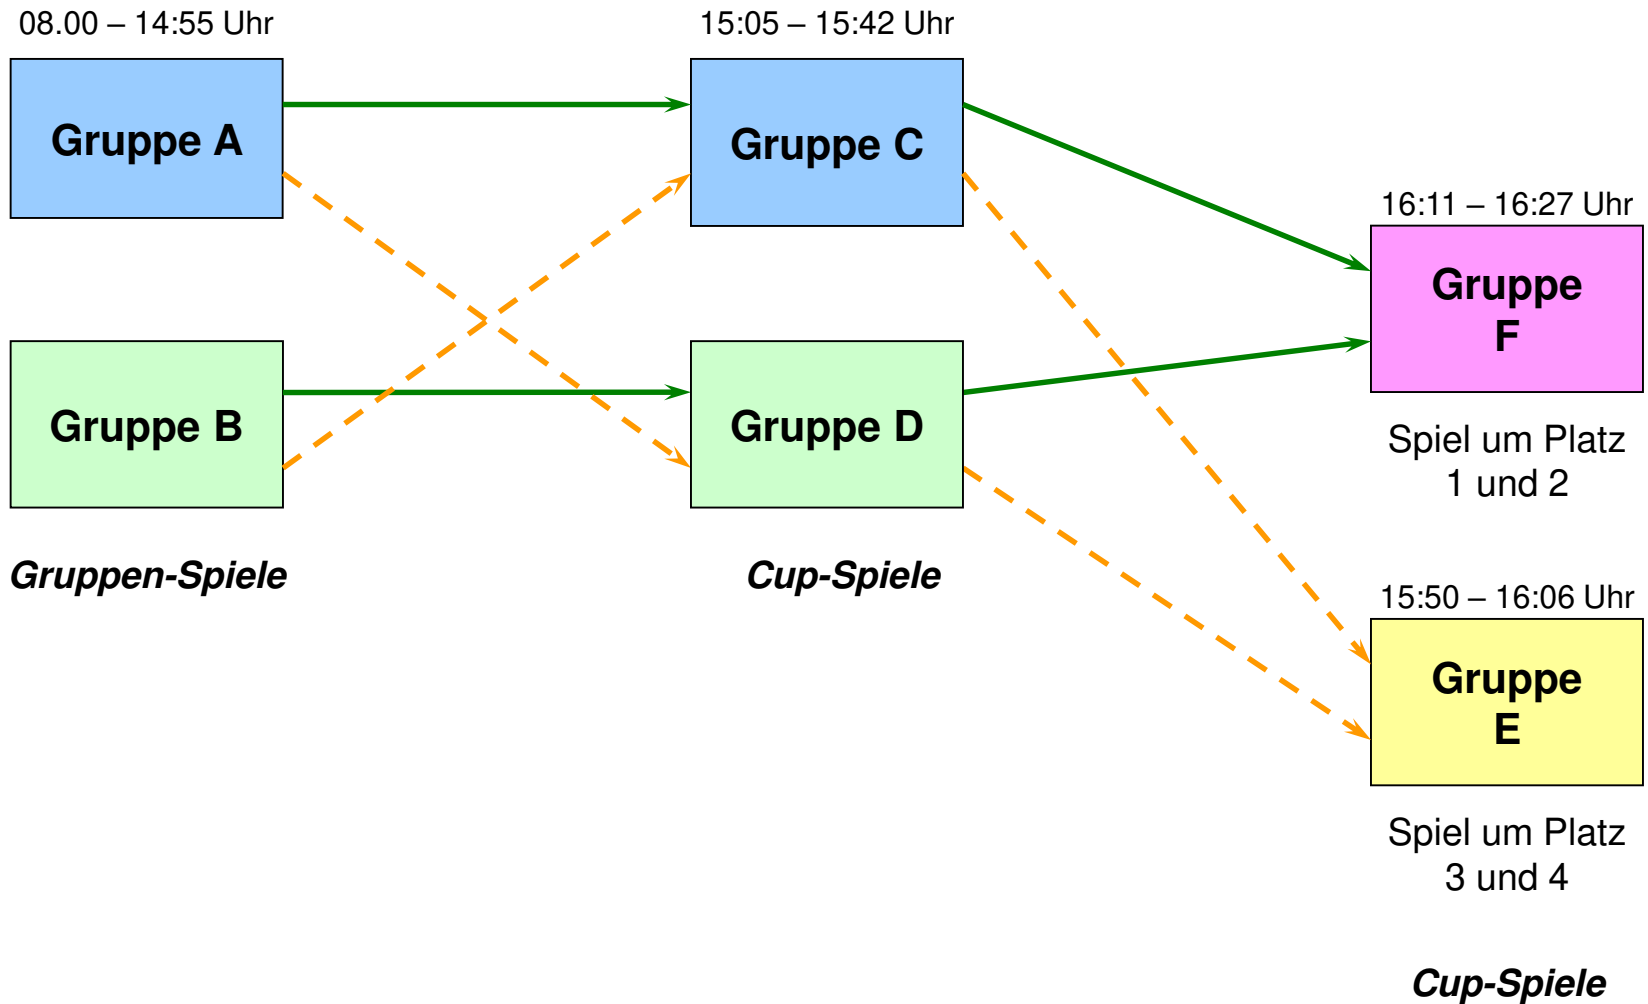 08.00 – 14:55 Uhr
15:05 – 15:42 Uhr
Gruppe A
Gruppe C
16:11 – 16:27 Uhr
Gruppe
F
Gruppe B
Gruppe D
Spiel um Platz
1 und 2
Gruppen-Spiele
Cup-Spiele
15:50 – 16:06 Uhr
Gruppe
E
Spiel um Platz
3 und 4
Cup-Spiele